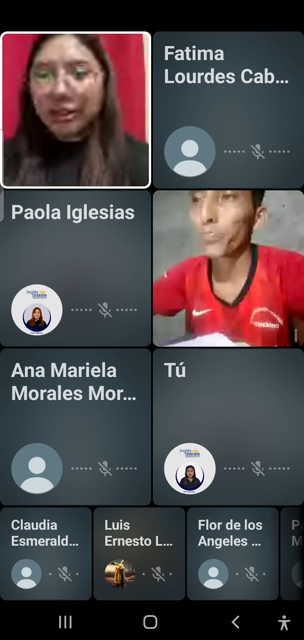 Fatima
Lourdes Cab...
Paola Iglesias
Ana Mariela
Morales Mor...
Tú
Claudia
Esmerald...
Luis
Ernesto L...
Flor de los
Angeles ...